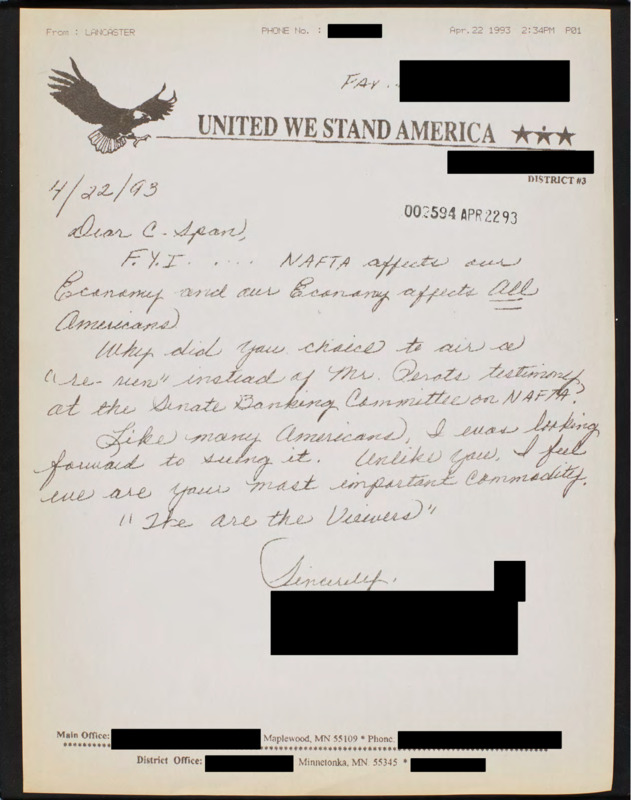 From : LANCASTER PHONE No. : Apr.22 1993 2:34PM P01
FAX.
UNITED WE STAND AMERICA
DISTRICT #3
4/22/93
003594 APR 22 93
Dear C. Span,
F.Y.I. .... NAFTA affects our
Economy and our Economy affects All
Americans
Why did you choice to air a
"re-run" instead of Mr. Perots testimony
at the Senate Banking Committee on NAFTA?
Like many Americans, I was looking
forward to seing it. Unlike you, I feel
we are your most important Commodity.
"We are the Viewers"
Sincerely,
Main Office: Maplewood, MN 55109 * Phone
District Office: Minnetonka, MN 55345 *